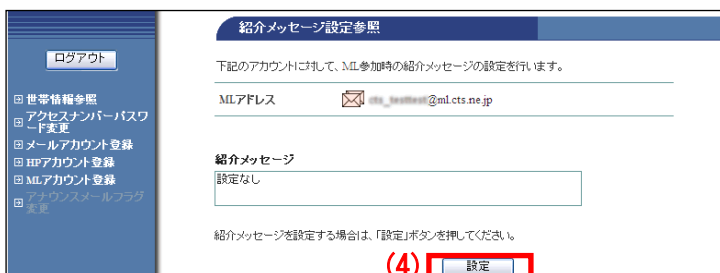 紹介メッセージ設定参照
ログアウト
下記のアカウントに対して、ML参加時の紹介メッセージの設定を行います。
世帯情報参照
アクセスナンバーパスワ
ード変更
メールアカウント登録
HPアカウント登録
MLアカウント登録
アナウンスメールフラグ
変更
MLアドレス
@ml.cts.ne.jp
紹介メッセージ
設定なし
紹介メッセージを設定する場合は、「設定」ボタンを押してください。
(4)
設定